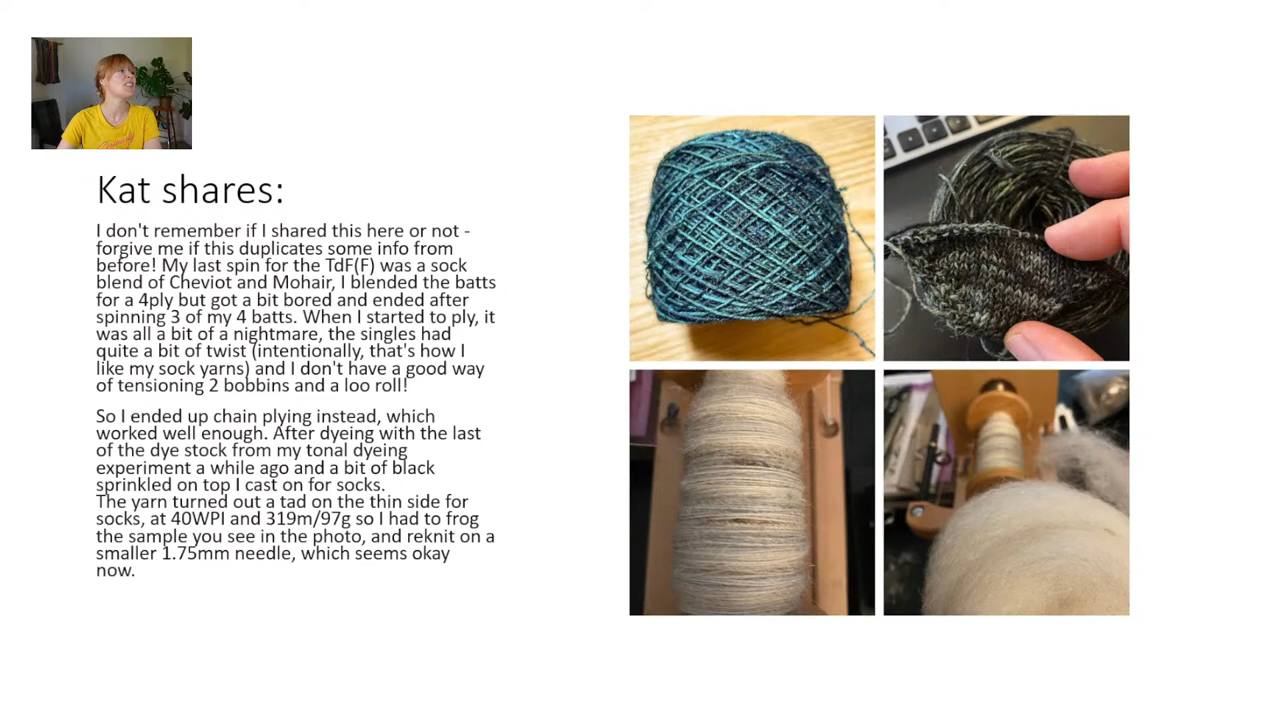 Kat shares:
I don't remember if I shared this here or not -
forgive me if this duplicates some info from
before! My last spin for the TdF(F) was a sock
blend of Cheviot and Mohair, I blended the batts
for a 4ply but got a bit bored and ended after
spinning 3 of my 4 batts. When I started to ply, it
was all a bit of a nightmare, the singles had
quite a bit of twist (intentionally, that's how I
like my sock yarns) and I don't have a good way
of tensioning 2 bobbins and a loo roll!
So I ended up chain plying instead, which
worked well enough. After dyeing with the last
of the dye stock from my tonal dyeing
experiment a while ago and a bit of black
sprinkled on top I cast on for socks.
The yarn turned out a tad on the thin side for
socks, at 40WPI and 319m/97g so I had to frog
the sample you see in the photo, and reknit on a
smaller 1.75mm needle, which seems okay
now.